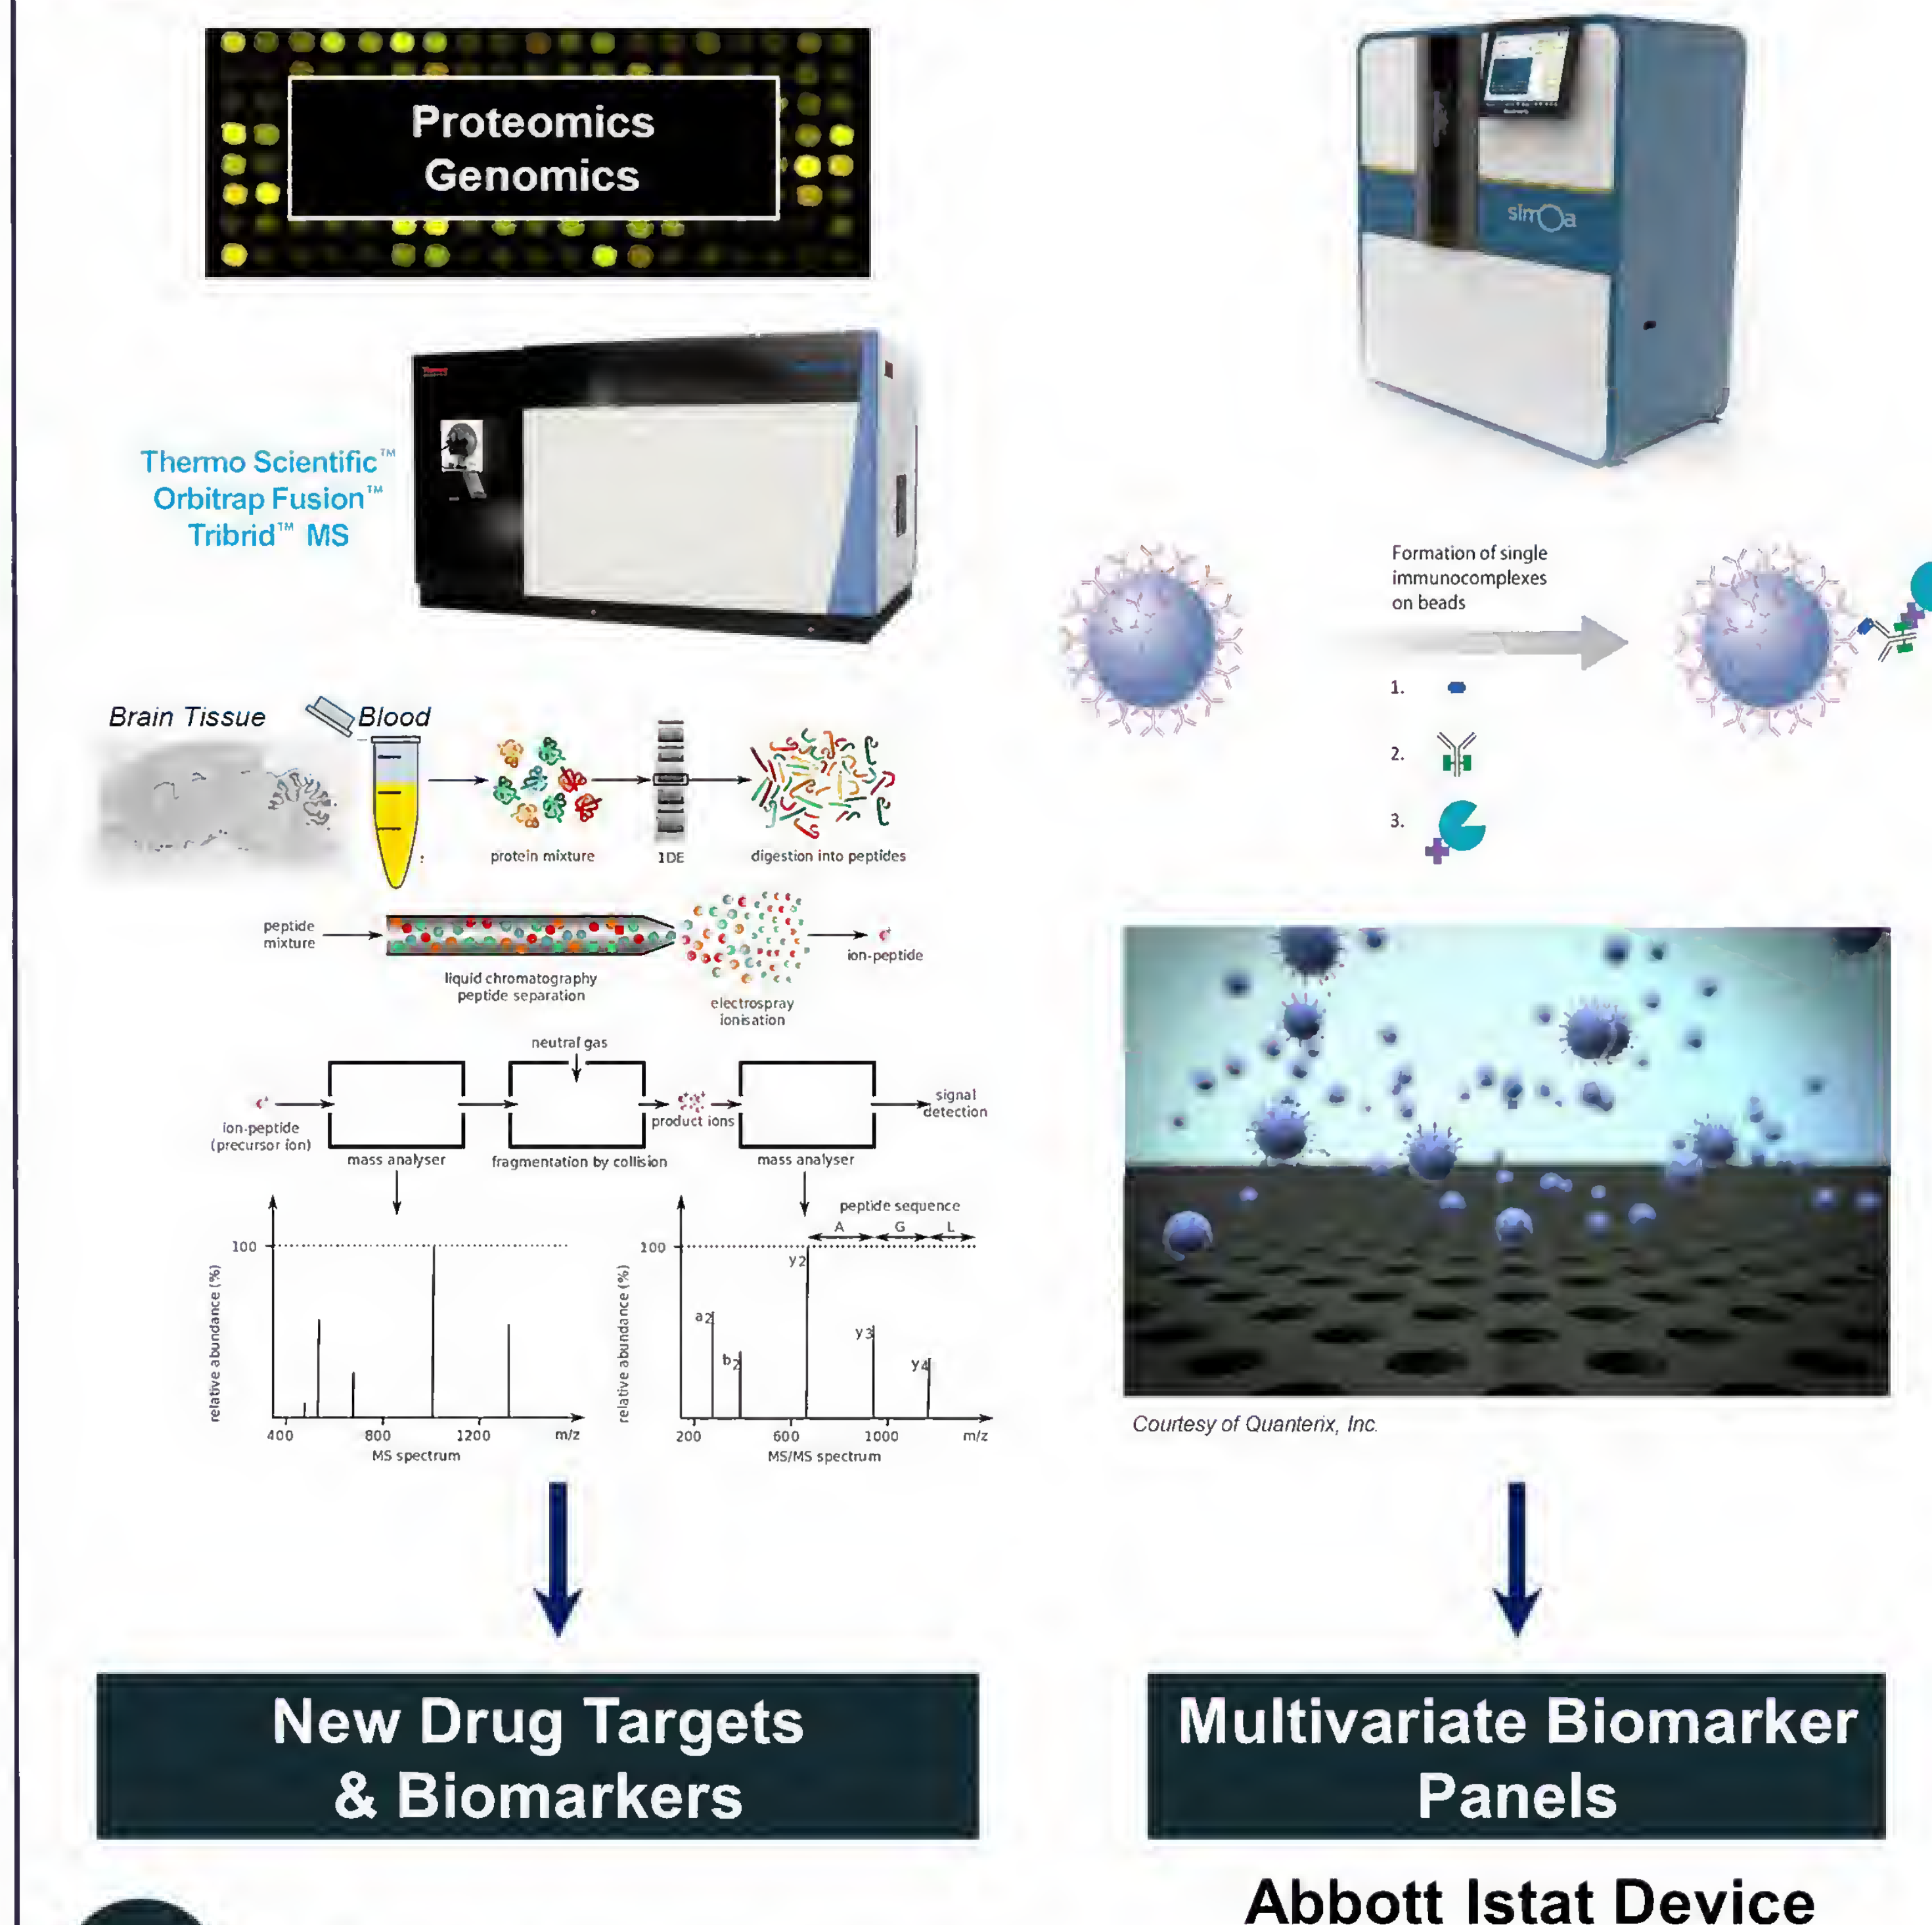 Proteomics
Genomics
Thermo Scientific™
Orbitrap Fusion™
Tribrid™ MS
Brain Tissue
Blood
protein mixture
1DE
digestion into peptides
peptide
mixture
liquid chromatography
peptide separation
electrospray
ionisation
ion-peptide
neutral gas
ion-peptide
(precursor ion)
mass analyser
fragmentation by collision
product ions
mass analyser
signal
detection
relative abundance (%)
100
400
800
1200
m/z
MS spectrum
relative abundance (%)
100
peptide sequence
A
G
L
a2
b2
y2
y3
y4
200
600
1000
m/z
MS/MS spectrum
New Drug Targets
& Biomarkers
simoa
Formation of single
immunocomplexes
on beads
1.
2.
3.
Courtesy of Quanterix, Inc.
Multivariate Biomarker
Panels
Abbott Istat Device